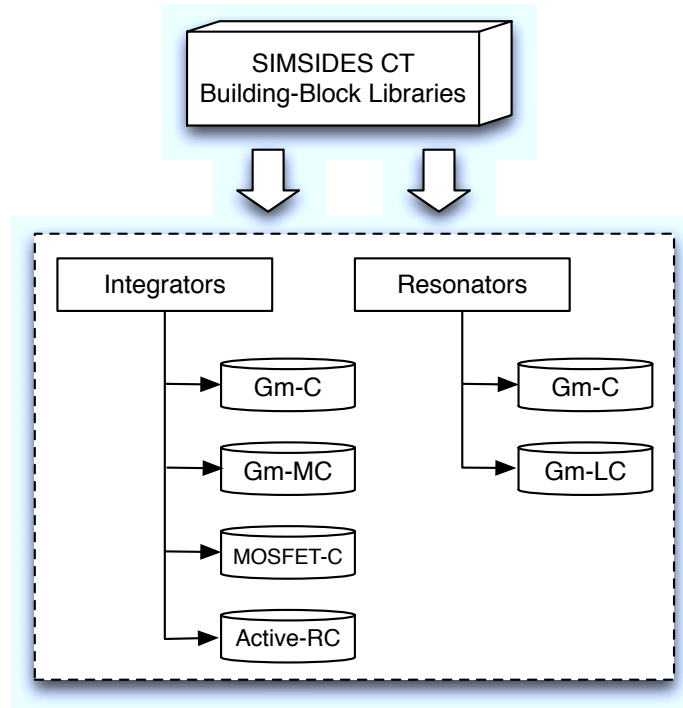 SIMSIDES CT
Building-Block Libraries
Integrators
Gm-C
Gm-MC
MOSFET-C
Active-RC
Resonators
Gm-C
Gm-LC